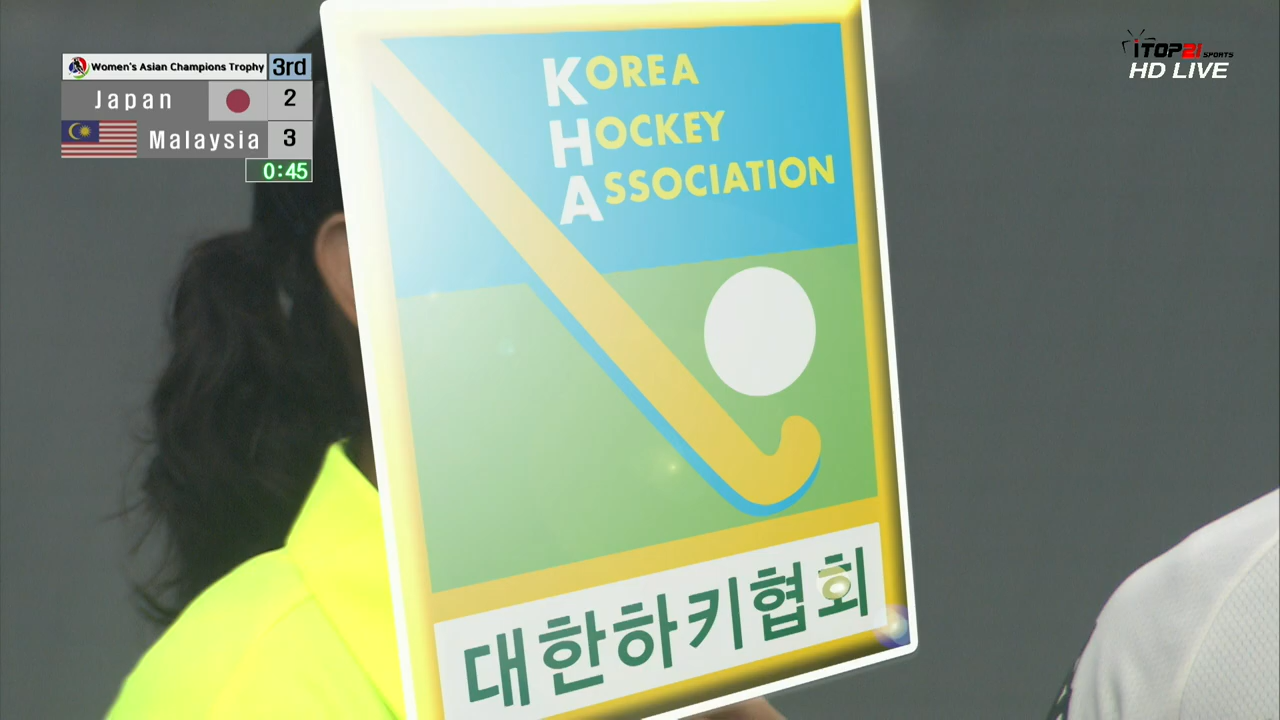 Women's Asian Champions Trophy 3rd
Japan 2
Malaysia 3
0:45
iTOP21 SPORTS
HD LIVE
KOREA
HOCKEY
ASSOCIATION
대한하키협회